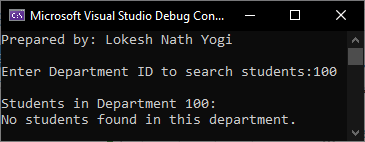 Microsoft Visual Studio Debug Con...
Prepared by: Lokesh Nath Yogi
Enter Department ID to search students:100
Students in Department 100:
No students found in this department.